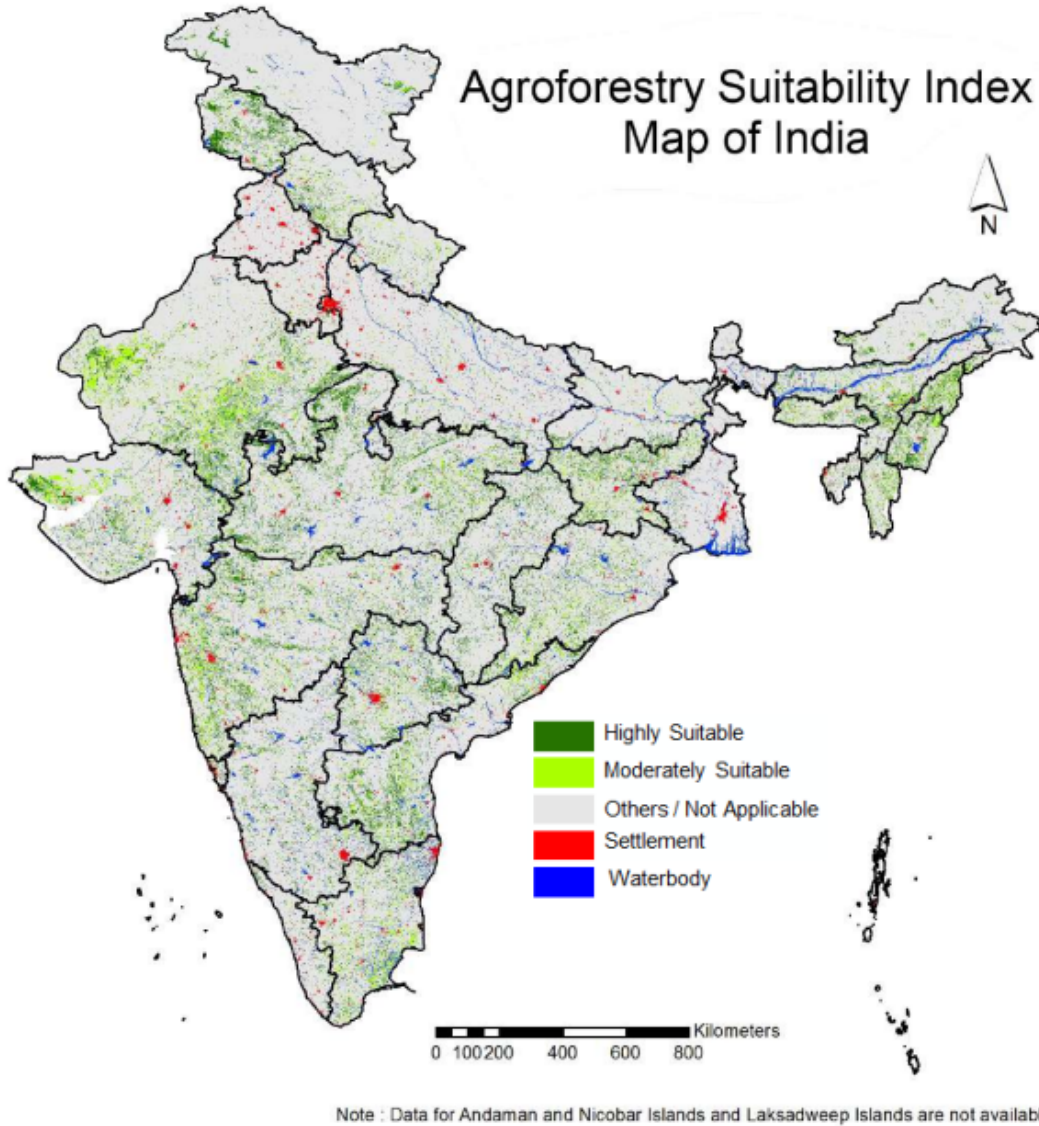 Agroforestry Suitability Index
Map of India
N
Highly Suitable
Moderately Suitable
Others / Not Applicable
Settlement
Waterbody
Kilometers
0 100 200 400 600 800
Note : Data for Andaman and Nicobar Islands and Laksadweep Islands are not availabl